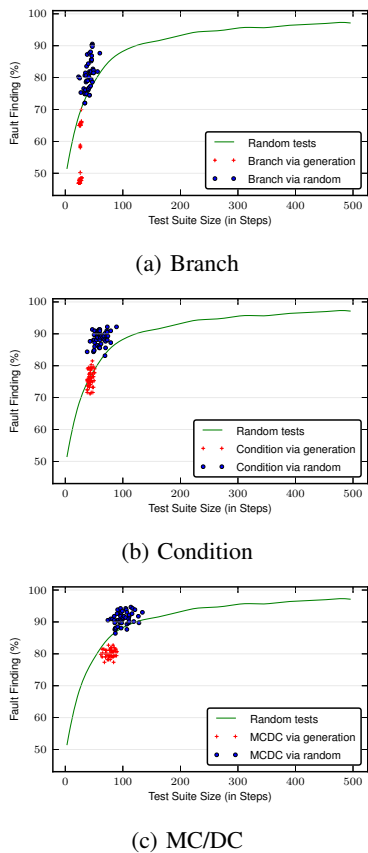 100
90
80
70
60
50
Fault Finding (%)
Random tests
Branch via generation
Branch via random
0 100 200 300 400 500
Test Suite Size (in Steps)
(a) Branch
100
90
80
70
60
50
Fault Finding (%)
Random tests
Condition via generation
Condition via random
0 100 200 300 400 500
Test Suite Size (in Steps)
(b) Condition
100
90
80
70
60
50
Fault Finding (%)
Random tests
MCDC via generation
MCDC via random
0 100 200 300 400 500
Test Suite Size (in Steps)
(c) MC/DC